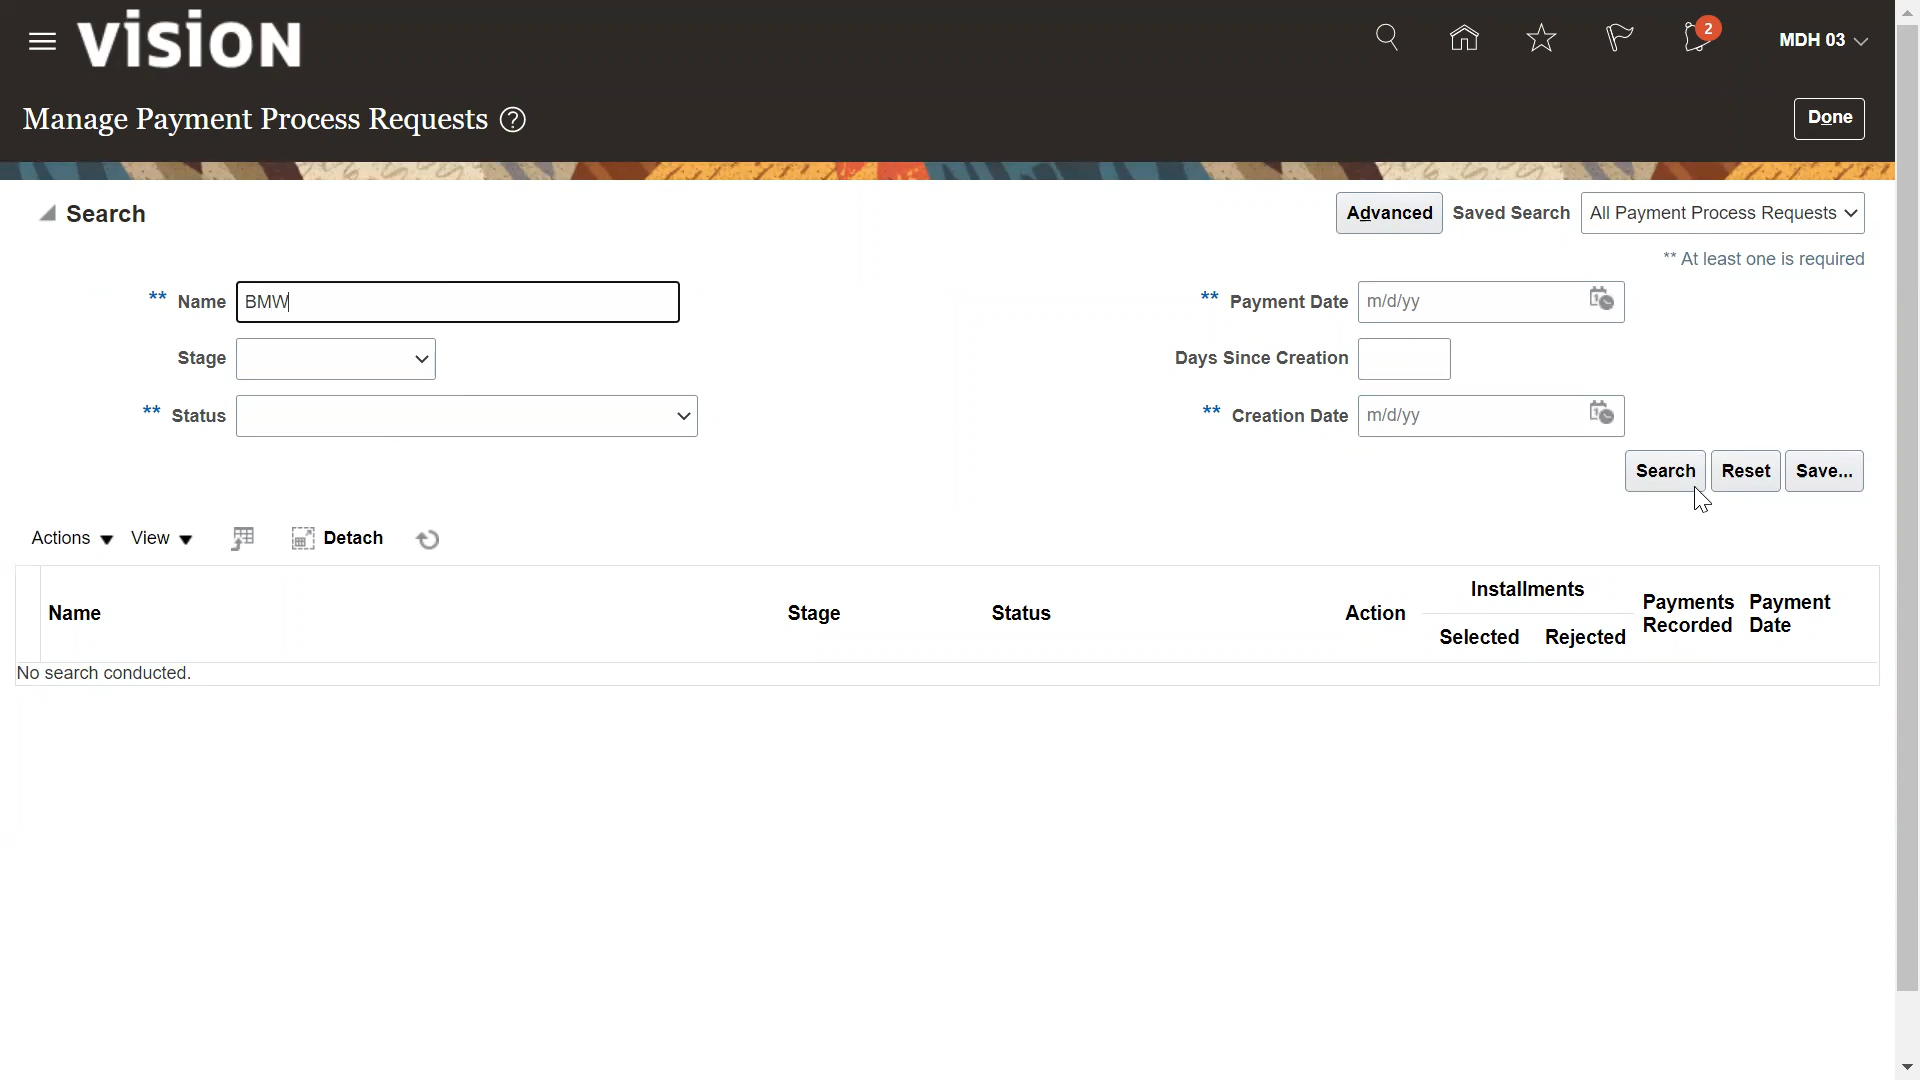 VISION
2
MDH 03
Manage Payment Process Requests ?
Done
Search
Advanced Saved Search All Payment Process Requests
** At least one is required
** Name BMW
** Payment Date m/d/yy
Stage
Days Since Creation
** Status
** Creation Date m/d/yy
Search Reset Save...
Actions View Detach
Name Stage Status Action Installments Selected Rejected Payments Recorded Payment Date
No search conducted.